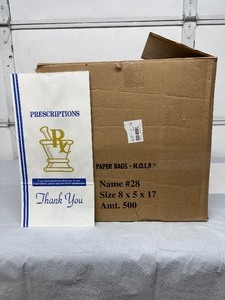 PRESCRIPTIONS
Rx
Thank You
PAPER BAGS - N.O.I.B.N.
Name #28
Size 8 x 5 x 17
Amt. 500